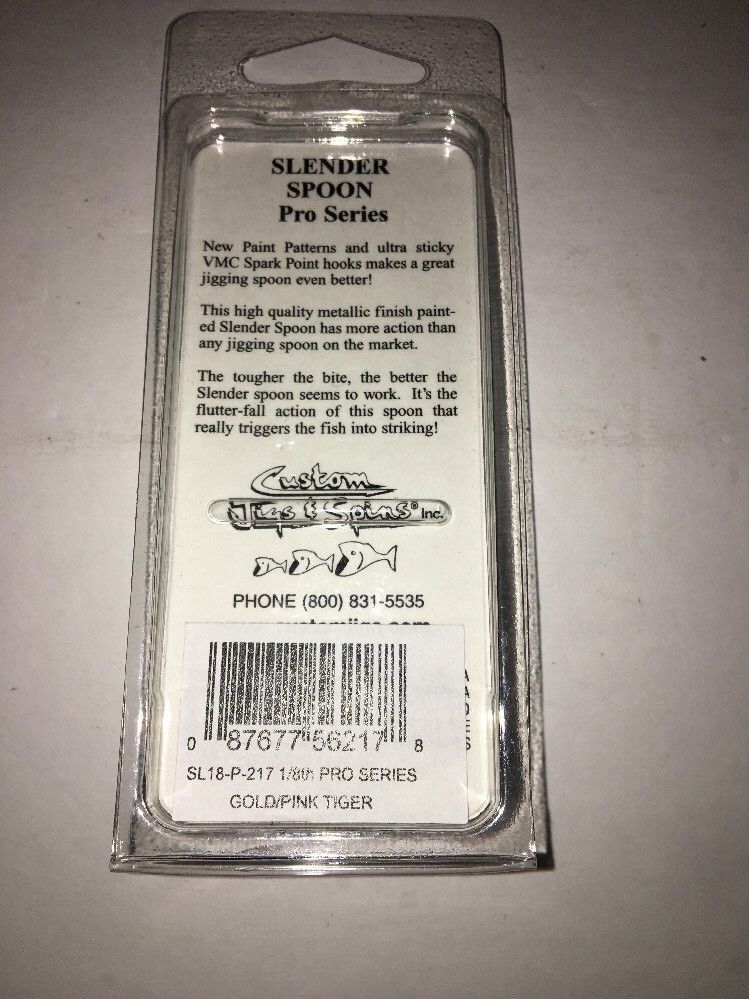 SLENDER
SPOON
Pro Series
New Paint Patterns and ultra sticky
VMC Spark Point hooks makes a great
jigging spoon even better!
This high quality metallic finish paint-
ed Slender Spoon has more action than
any jigging spoon on the market.
The tougher the bite, the better the
Slender spoon seems to work. It's the
flutter-fall action of this spoon that
really triggers the fish into striking!
Custom
Jigs & Spins® Inc.
PHONE (800) 831-5535
0 87677 56217 8
SL18-P-217 1/8th PRO SERIES
GOLD/PINK TIGER